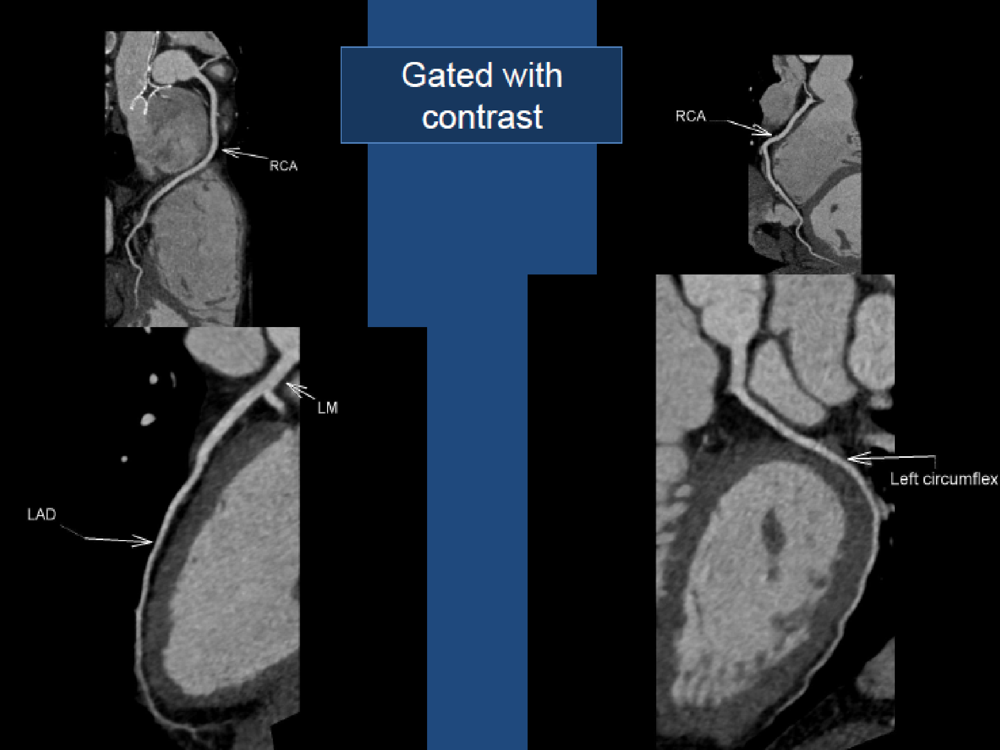 Gated with
contrast
RCA
RCA
LM
LAD
Left circumflex